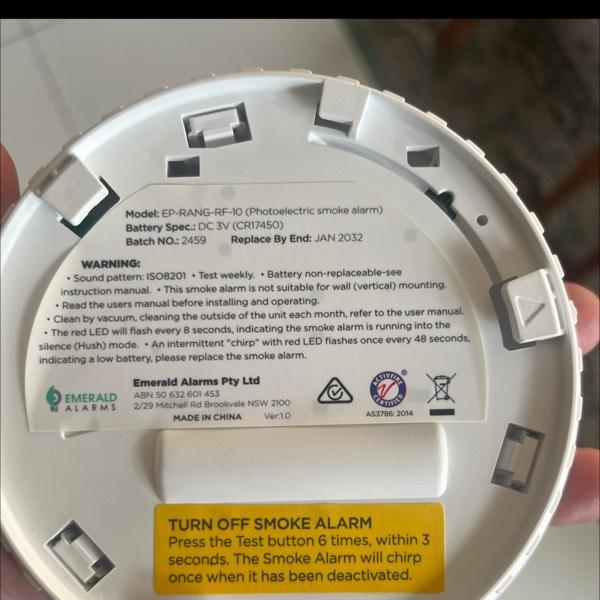 Model: EP-RANG-RF-10 (Photoelectric smoke alarm)
Battery Spec.: DC 3V (CR17450)
Batch NO.: 2459 Replace By End: JAN 2032
WARNING:
• Sound pattern: ISO8201 • Test weekly. • Battery non-replaceable-see
instruction manual. • This smoke alarm is not suitable for wall (vertical) mounting.
• Read the users manual before installing and operating.
• Clean by vacuum, cleaning the outside of the unit each month, refer to the user manual.
• The red LED will flash every 8 seconds, indicating the smoke alarm is running into the
silence (Hush) mode. • An intermittent "chirp" with red LED flashes once every 48 seconds,
indicating a low battery, please replace the smoke alarm.
EMERALD
ALARMS
Emerald Alarms Pty Ltd
ABN 50 632 601 453
2/29 Mitchell Rd Brookvale NSW 2100
MADE IN CHINA Ver:1.0
ACTIVFIRE
CERTIFIED
AS3786: 2014
TURN OFF SMOKE ALARM
Press the Test button 6 times, within 3
seconds. The Smoke Alarm will chirp
once when it has been deactivated.